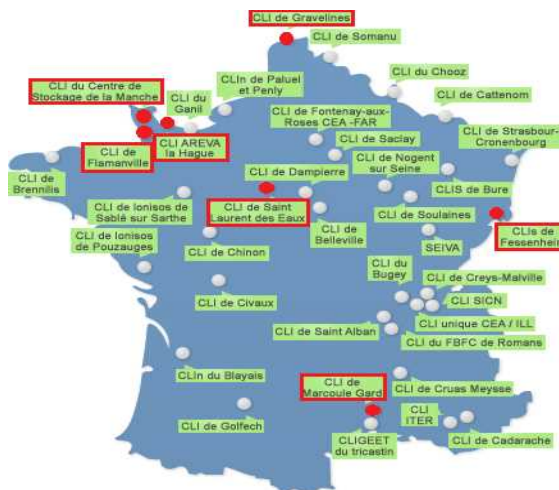 CLI de Gravelines
CLI de Somanu
CLI du Chooz
CLIn de Paluel
et Penly
CLI du Centre de
Stockage de la Manche
CLI du
Ganil
CLI de Cattenom
CLI de Fontenay-aux-
Roses CEA -FAR
CLI de Strasbour-
Cronenbourg
CLI AREVA
la Hague
CLI de
Flamanville
CLI de Saclay
CLI de Nogent
sur Seine
CLI de
Brennilis
CLI de Dampierre
CLIS de Bure
CLI de Ionisos de
Sablé sur Sarthe
CLI de Saint
Laurent des Eaux
CLI de Soulaines
CLI de
Belleville
CLIs de
Fessenheim
CLI de Ionisos
de Pouzauges
CLI de Chinon
SEIVA
CLI du
Bugey
CLI de Creys-Malville
CLI de Civaux
CLI SICN
CLI de Saint Alban
CLI unique CEA / ILL
CLI du FBFC de Romans
CLIn du Blayais
CLI de
Marcoule Gard
CLI de Cruas Meysse
CLI de Golfech
CLI
ITER
CLIGEET
du tricastin
CLI de Cadarache